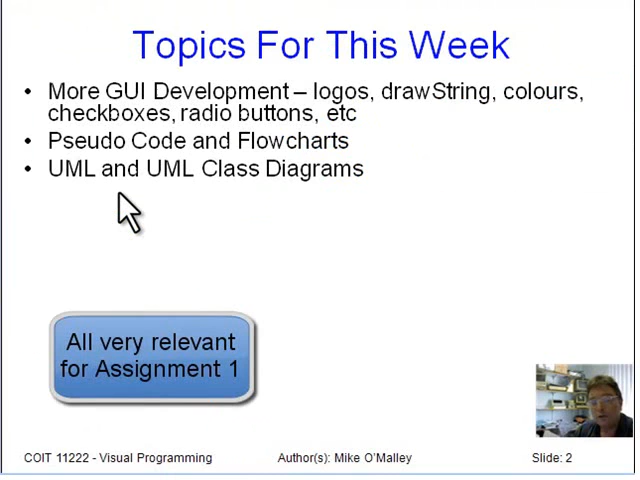 Topics For This Week
• More GUI Development – logos, drawString, colours,
checkboxes, radio buttons, etc
• Pseudo Code and Flowcharts
• UML and UML Class Diagrams
All very relevant
for Assignment 1
COIT 11222 - Visual Programming
Author(s): Mike O'Malley
Slide: 2